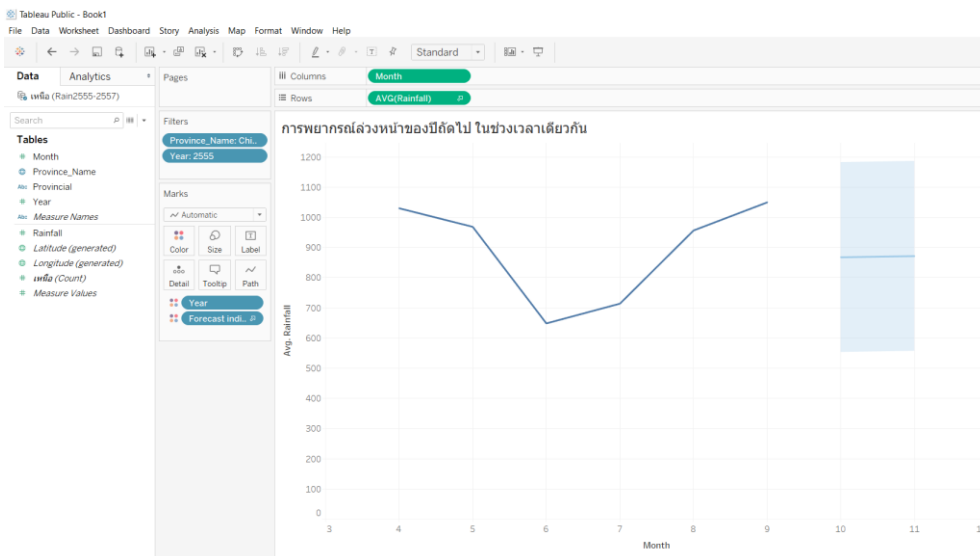 Tableau Public - Book1
File Data Worksheet Dashboard Story Analysis Map Format Window Help
Standard
Data Analytics
เหนือ (Rain2555-2557)
Search
Tables
Month
Province_Name
Abc Provincial
Year
Abc Measure Names
Rainfall
Latitude (generated)
Longitude (generated)
เหนือ (Count)
Measure Values
Pages
Filters
Province_Name: Chi..
Year: 2555
Marks
Automatic
Color Size Label
Detail Tooltip Path
Year
Forecast indi..
Columns Month
Rows AVG(Rainfall)
การพยากรณ์ล่วงหน้าของปีถัดไป ในช่วงเวลาเดียวกัน
Avg. Rainfall
1200
1100
1000
900
800
700
600
500
400
300
200
100
0
3 4 5 6 7 8 9 10 11
Month